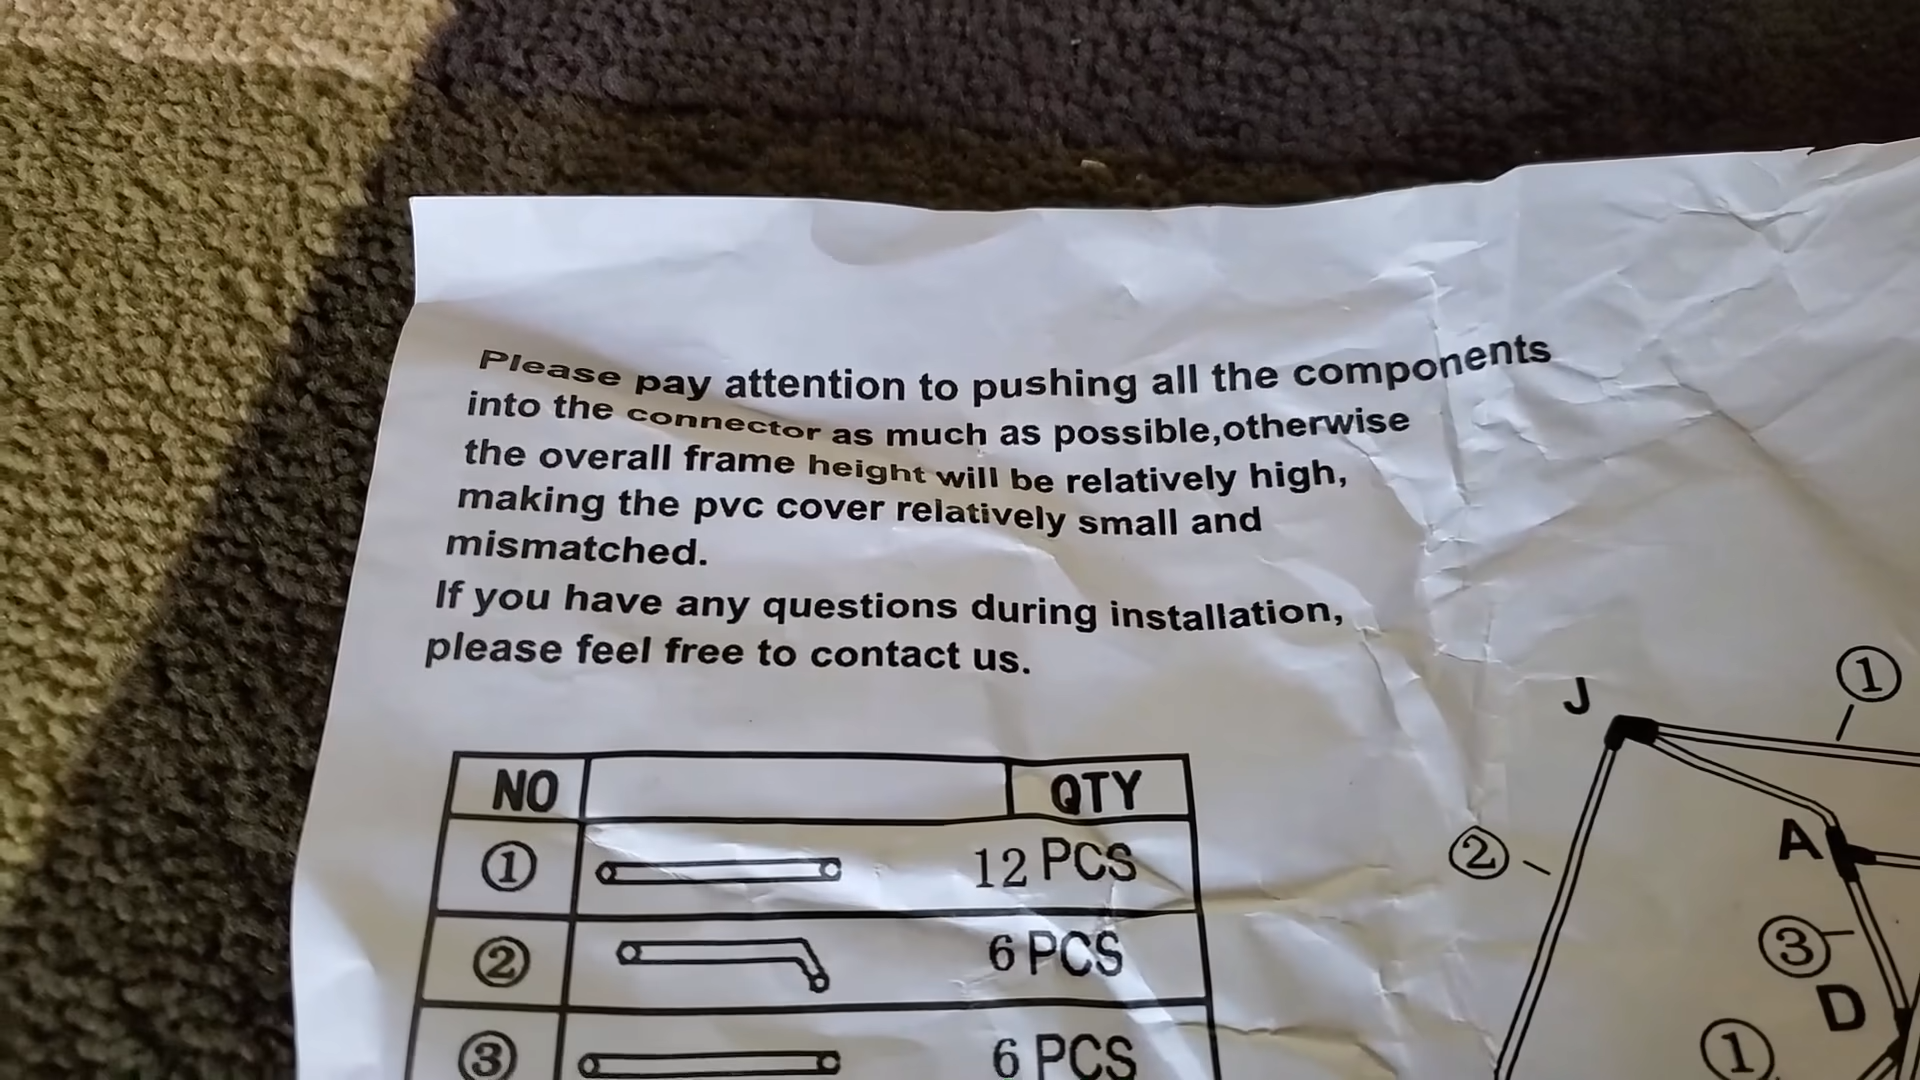 Please pay attention to pushing all the components
into the connector as much as possible,otherwise
the overall frame height will be relatively high,
making the pvc cover relatively small and
mismatched.
If you have any questions during installation,
please feel free to contact us.
NO QTY
① 12 PCS
② 6 PCS
③ 6 PCS
J
①
②
A
③
D
①